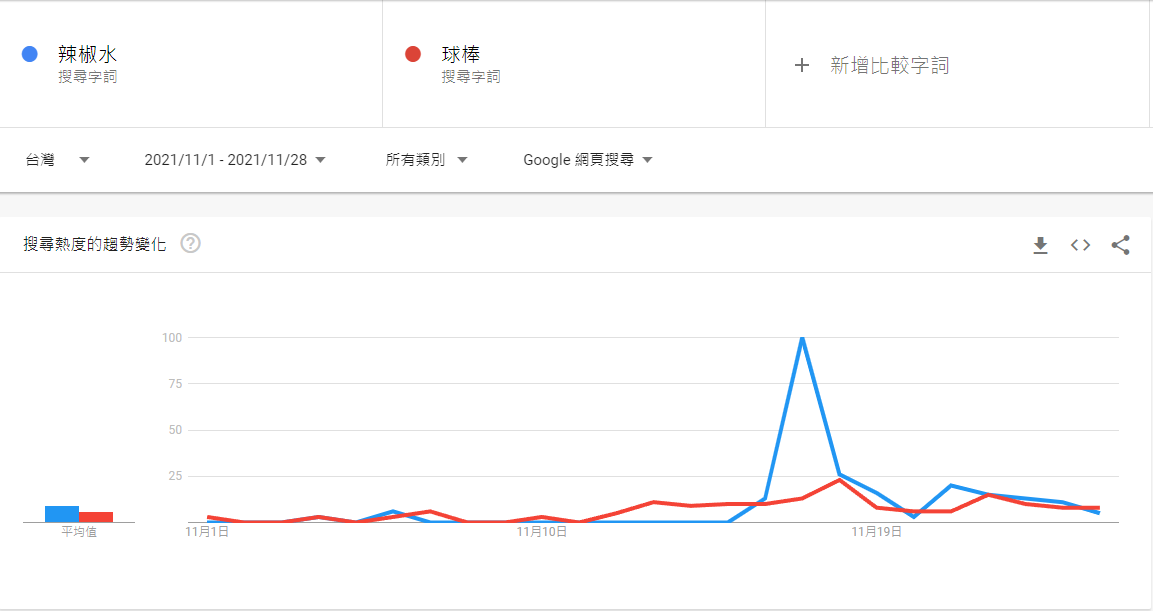 辣椒水
搜尋字詞
球棒
搜尋字詞
+ 新增比較字詞
台灣
2021/11/1 - 2021/11/28
所有類別
Google 網頁搜尋
搜尋熱度的趨勢變化
?
100
75
50
25
平均值
11月1日
11月10日
11月19日